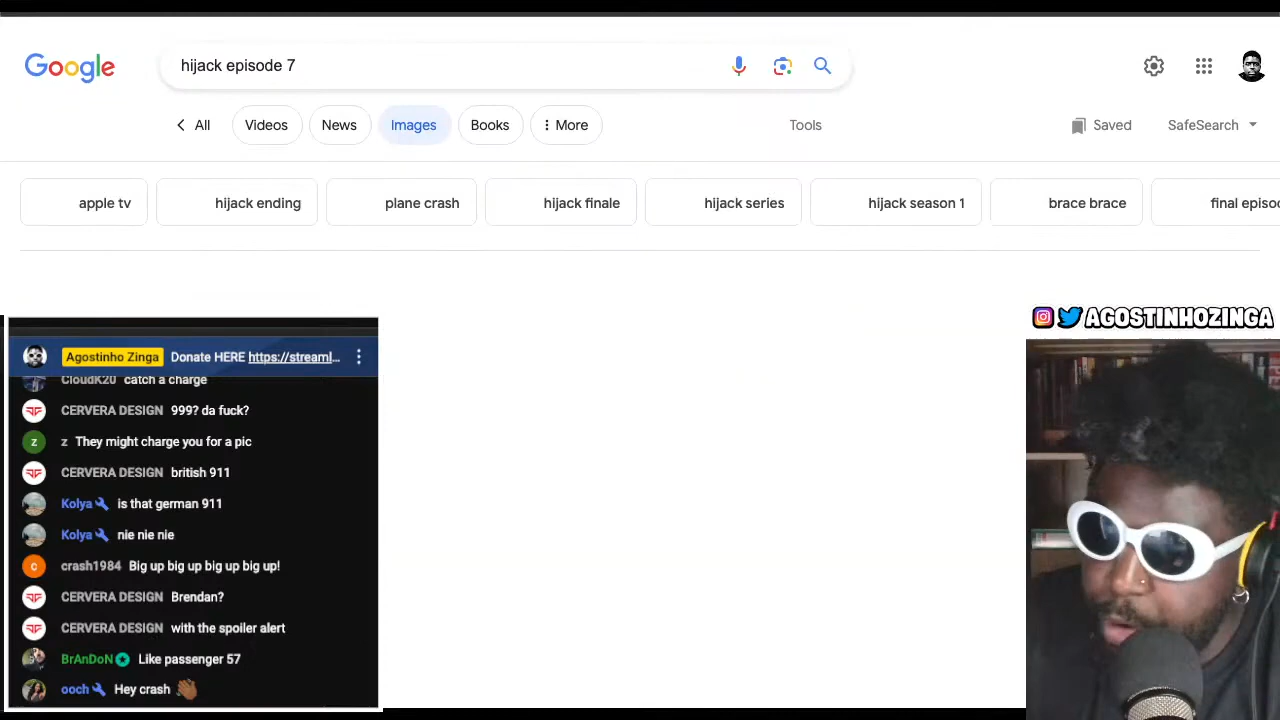 Google
hijack episode 7
All
Videos
News
Images
Books
More
Tools
Saved
SafeSearch
apple tv
hijack ending
plane crash
hijack finale
hijack series
hijack season 1
brace brace
final episo
AGOSTINHOZINGA
Agostinho Zinga Donate HERE https://streaml...
CloudK20 catch a charge
CERVERA DESIGN 999? da fuck?
z z They might charge you for a pic
CERVERA DESIGN british 911
Kolya is that german 911
Kolya nie nie nie
c crash1984 Big up big up big up big up!
CERVERA DESIGN Brendan?
CERVERA DESIGN with the spoiler alert
BrAnDoN Like passenger 57
ooch Hey crash